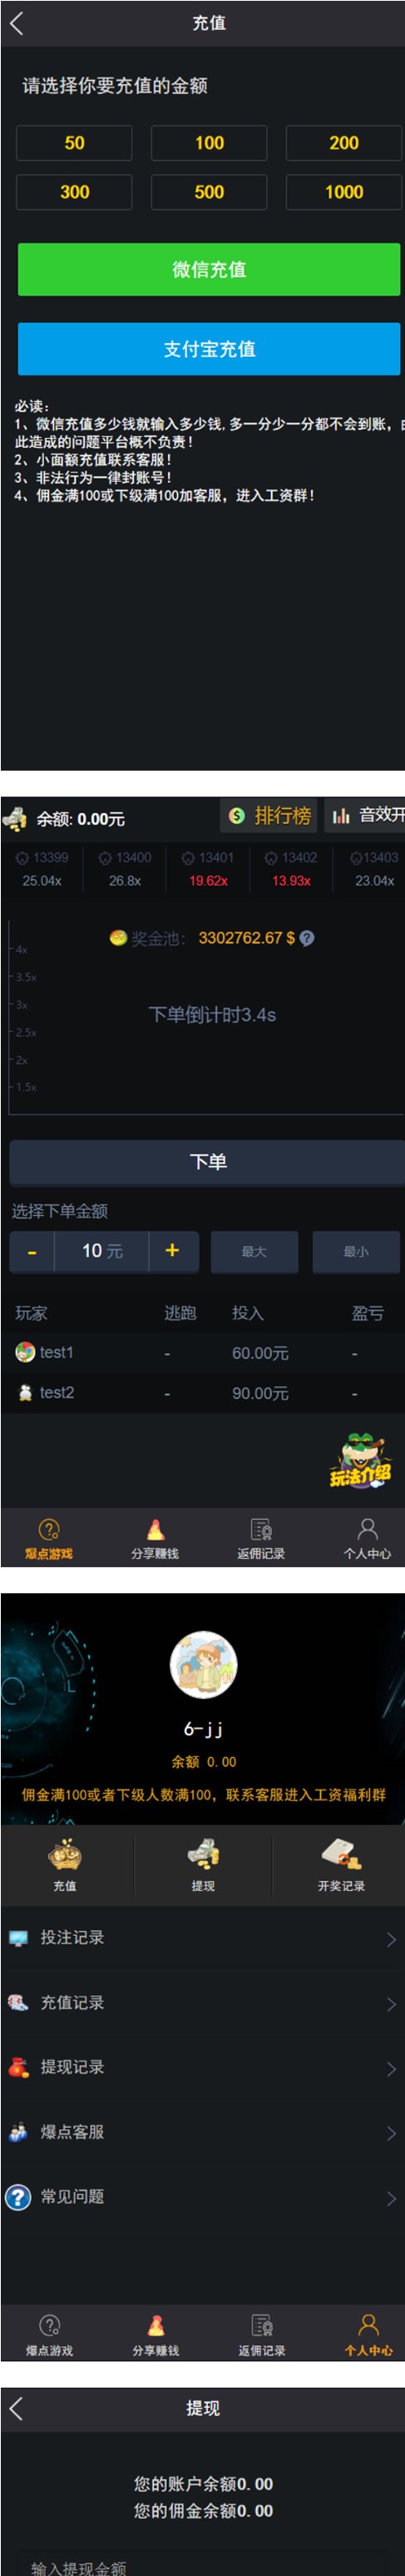 充值
请选择你要充值的金额
50 100 200
300 500 1000
微信充值
支付宝充值
必读：
1、微信充值多少钱就输入多少钱,多一分少一分都不会到账，
此造成的问题平台概不负责！
2、小面额充值联系客服！
3、非法行为一律封账号！
4、佣金满100或下级满100加客服，进入工资群！
余额: 0.00元 排行榜 音效开
13399 13400 13401 13402 13403
25.04x 26.8x 19.62x 13.93x 23.04x
奖金池： 3302762.67 $ ?
4x
3.5x
3x
下单倒计时3.4s
2.5x
2x
1.5x
下单
选择下单金额
- 10 元 + 最大 最小
玩家 逃跑 投入 盈亏
test1 - 60.00元 -
test2 - 90.00元 -
玩法介绍
爆点游戏 分享赚钱 返佣记录 个人中心
6-jj
余额 0.00
佣金满100或者下级人数满100，联系客服进入工资福利群
充值 提现 开奖记录
投注记录
充值记录
提现记录
爆点客服
常见问题
爆点游戏 分享赚钱 返佣记录 个人中心
提现
您的账户余额0.00
您的佣金余额0.00
输入提现金额